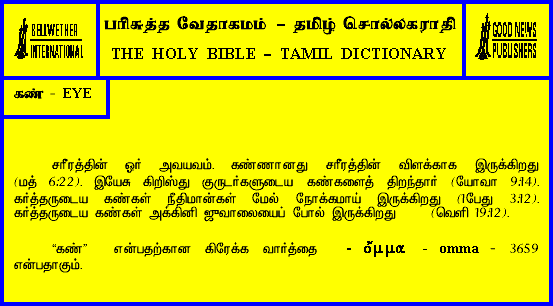 BELLWETHER
INTERNATIONAL
பரிசுத்த வேதாகமம் – தமிழ் சொல்லகராதி
THE HOLY BIBLE – TAMIL DICTIONARY
GOOD NEWS
PUBLISHERS
கண் - EYE
சரீரத்தின் ஓர் அவயவம். கண்ணானது சரீரத்தின் விளக்காக இருக்கிறது
(மத் 6:22). இயேசு கிறிஸ்து குருடர்களுடைய கண்களைத் திறந்தார் (யோவா 9:14).
கர்த்தருடைய கண்கள் நீதிமான்கள் மேல் நோக்கமாய் இருக்கிறது (1பேது 3:12).
கர்த்தருடைய கண்கள் அக்கினி ஜுவாலையைப் போல் இருக்கிறது (வெளி 19:12).
“கண்” என்பதற்கான கிரேக்க வார்த்தை - ὄμμα - omma - 3659
என்பதாகும்.